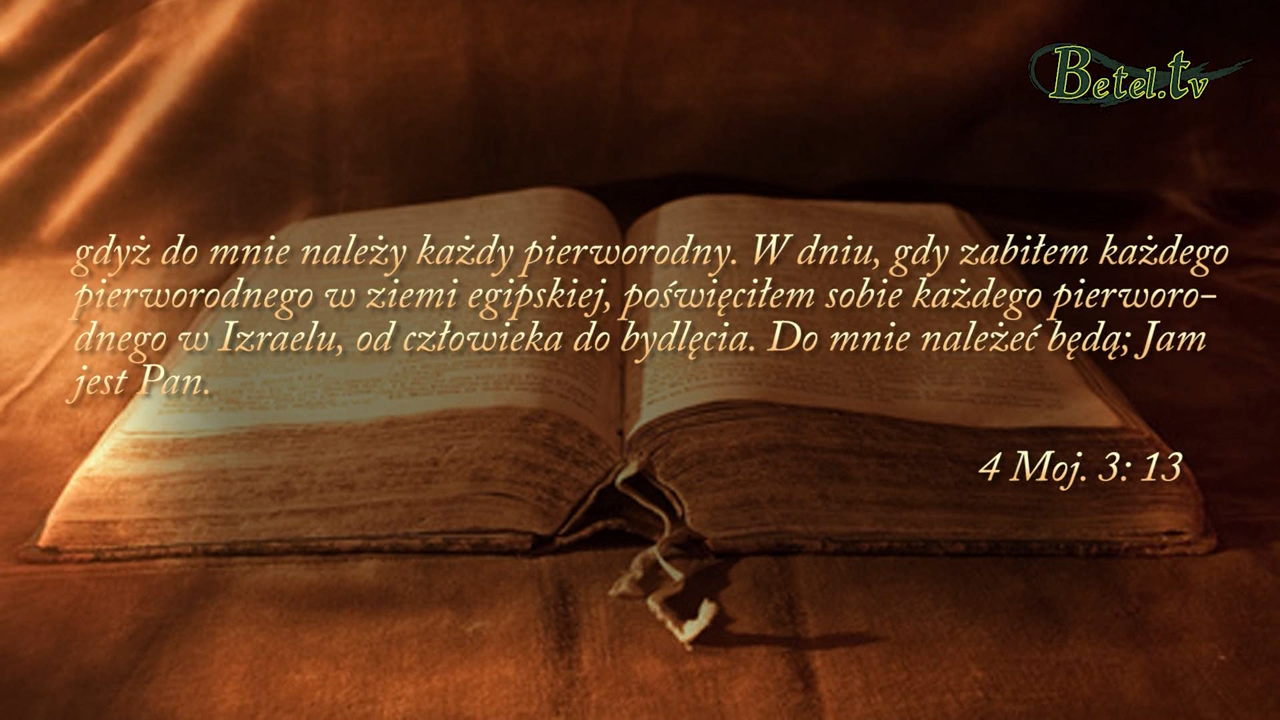 Betel.tv
gdyż do mnie należy każdy pierworodny. W dniu, gdy zabiłem każdego
pierworodnego w ziemi egipskiej, poświęciłem sobie każdego pierworo-
dnego w Izraelu, od człowieka do bydlęcia. Do mnie należeć będą; Jam
jest Pan.
4 Moj. 3: 13